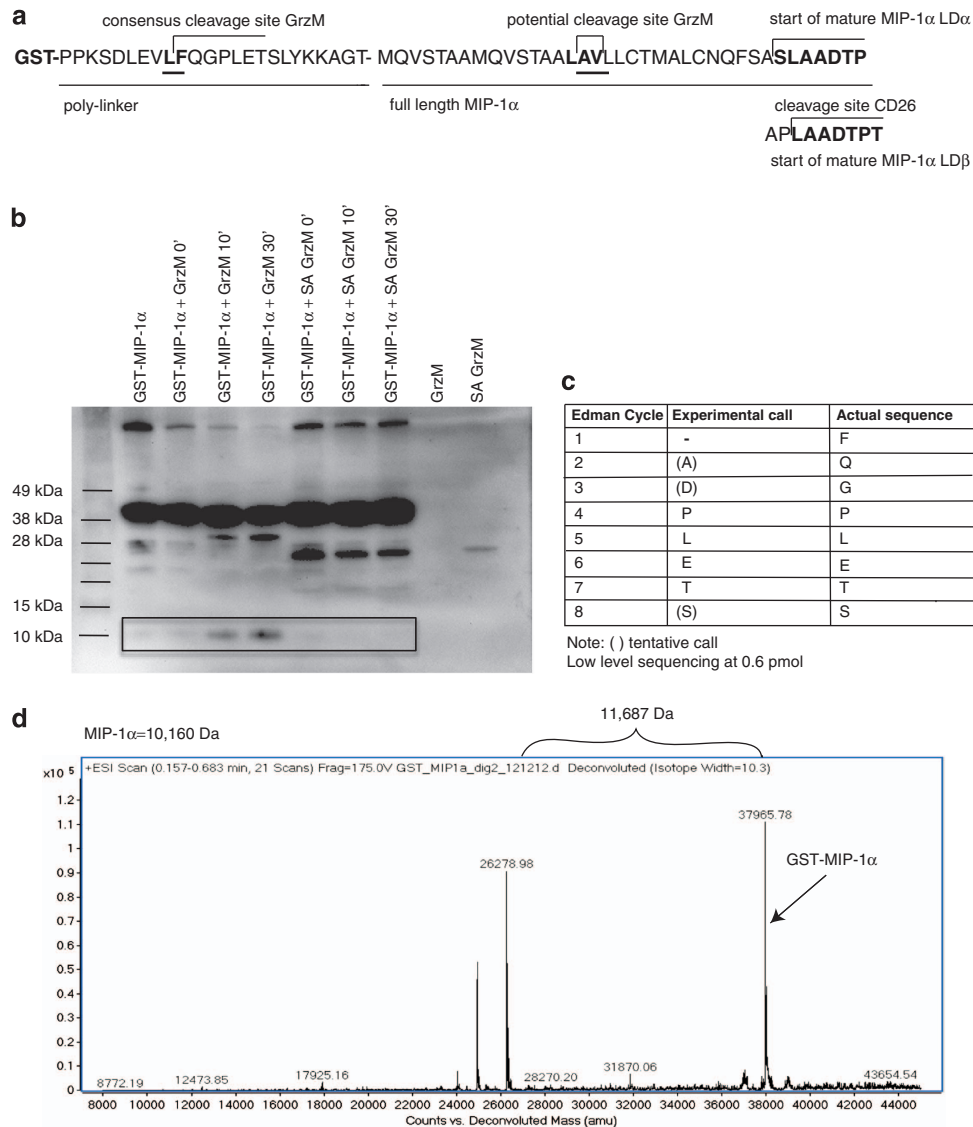 a
consensus cleavage site GrzM
potential cleavage site GrzM
start of mature MIP-1α LDα
GST-PPKSDLEVLFQGPLETSLYKKAGT- MQVSTAAMQVSTAALAVLLCTMALCNQFSASLAADTP
poly-linker
full length MIP-1α
cleavage site CD26
APLAADTPT
start of mature MIP-1α LDβ
b
GST-MIP-1α
GST-MIP-1α + GrzM 0'
GST-MIP-1α + GrzM 10'
GST-MIP-1α + GrzM 30'
GST-MIP-1α + SA GrzM 0'
GST-MIP-1α + SA GrzM 10'
GST-MIP-1α + SA GrzM 30'
GrzM
SA GrzM
49 kDa
38 kDa
28 kDa
15 kDa
10 kDa
c
Edman Cycle Experimental call Actual sequence
1 - F
2 (A) Q
3 (D) G
4 P P
5 L L
6 E E
7 T T
8 (S) S
Note: ( ) tentative call
Low level sequencing at 0.6 pmol
d
MIP-1α=10,160 Da
11,687 Da
x10 5
+ESI Scan (0.157-0.683 min, 21 Scans) Frag=175.0V GST_MIP1a_dig2_121212.d Deconvoluted (Isotope Width=10.3)
1.2
1.1
1
0.9
0.8
0.7
0.6
0.5
0.4
0.3
0.2
0.1
0
37965.78
GST-MIP-1α
26278.98
8772.19
12473.85
17925.16
28270.20
31870.06
43654.54
8000 10000 12000 14000 16000 18000 20000 22000 24000 26000 28000 30000 32000 34000 36000 38000 40000 42000 44000
Counts vs. Deconvoluted Mass (amu)